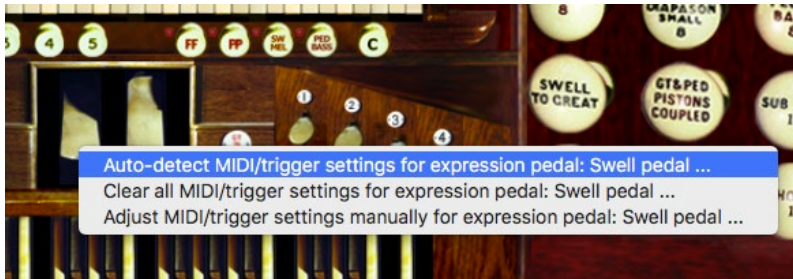 8
DIAPASON
SMALL
8
3 4 5 FF PP SW
MEL PED
BASS C
SWELL
TO GREAT
GT&PED
PISTONS
COUPLED
SUB
1 2 3 4
Auto-detect MIDI/trigger settings for expression pedal: Swell pedal ...
Clear all MIDI/trigger settings for expression pedal: Swell pedal ...
Adjust MIDI/trigger settings manually for expression pedal: Swell pedal ...